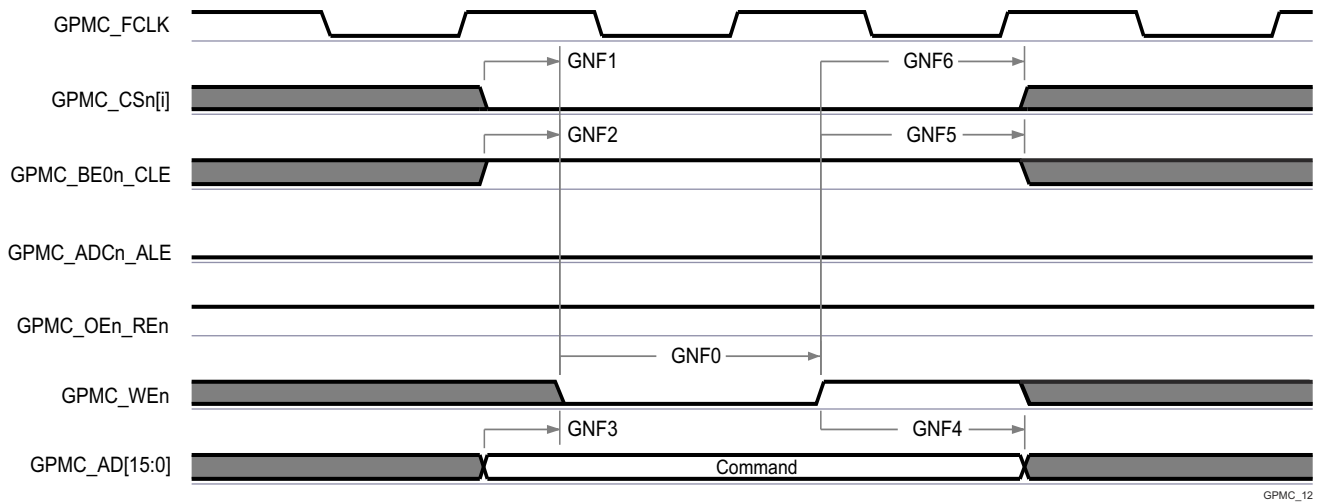 GPMC_FCLK
GNF1
GNF6
GPMC_CSn[i]
GNF2
GNF5
GPMC_BE0n_CLE
GPMC_ADCn_ALE
GPMC_OEn_REn
GNF0
GPMC_WEn
GNF3
GNF4
GPMC_AD[15:0]
Command
GPMC_12